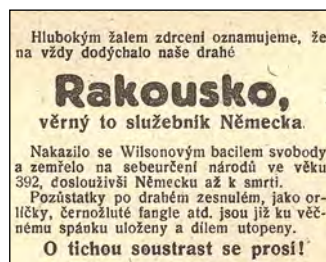 Hlubokým žalem zdrceni oznamujeme, že
na vždy dodýchalo naše drahé
Rakousko,
věrný to služebník Německa.
Nakazilo se Wilsonovým bacilem svobody
a zemřelo na sebeurčení národů ve věku
392, doslouživši Německu až k smrti.
Pozůstatky po drahém zesnulém, jako or-
líčky, černožluté fangle atd. jsou již ku věč-
nému spánku uloženy a dílem utopeny.
O tichou soustrast se prosí!